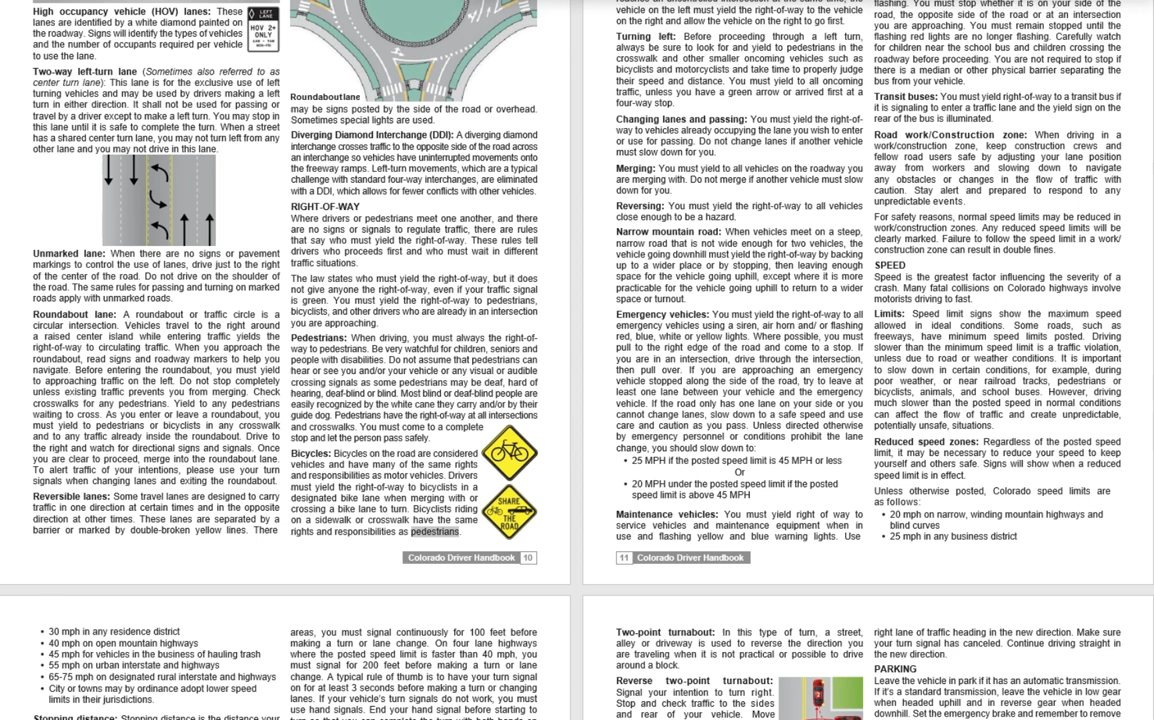 High occupancy vehicle (HOV) lanes: These
lanes are identified by a white diamond painted on
the roadway. Signs will identify the types of vehicles
and the number of occupants required per vehicle
to use the lane.
LEFT
LANE
HOV 2+
ONLY
Two-way left-turn lane (Sometimes also referred to as
center turn lane): This lane is for the exclusive use of left
turning vehicles and may be used by drivers making a left
turn in either direction. It shall not be used for passing or
travel by a driver except to make a left turn. You may stop in
this lane until it is safe to complete the turn. When a street
has a shared center turn lane, you may not turn left from any
other lane and you may not drive in this lane.
Unmarked lane: When there are no signs or pavement
markings to control the use of lanes, drive just to the right
of the center of the road. Do not drive on the shoulder of
the road. The same rules for passing and turning on marked
roads apply with unmarked roads.
Roundabout lane: A roundabout or traffic circle is a
circular intersection. Vehicles travel to the right around
a raised center island while entering traffic yields the
right-of-way to circulating traffic. When you approach the
roundabout, read signs and roadway markers to help you
navigate. Before entering the roundabout, you must yield
to approaching traffic on the left. Do not stop completely
unless existing traffic prevents you from merging. Check
crosswalks for any pedestrians. Yield to any pedestrians
waiting to cross. As you enter or leave a roundabout, you
must yield to pedestrians or bicyclists in any crosswalk
and to any traffic already inside the roundabout. Drive to
the right and watch for directional signs and signals. Once
you are clear to proceed, merge into the roundabout lane.
To alert traffic of your intentions, please use your turn
signals when changing lanes and exiting the roundabout.
Reversible lanes: Some travel lanes are designed to carry
traffic in one direction at certain times and in the opposite
direction at other times. These lanes are separated by a
barrier or marked by double-broken yellow lines. There
Roundabout lane
may be signs posted by the side of the road or overhead.
Sometimes special lights are used.
Diverging Diamond Interchange (DDI): A diverging diamond
interchange crosses traffic to the opposite side of the road across
an interchange so vehicles have uninterrupted movements onto
the freeway ramps. Left-turn movements, which are a typical
challenge with standard four-way interchanges, are eliminated
with a DDI, which allows for fewer conflicts with other vehicles.
RIGHT-OF-WAY
Where drivers or pedestrians meet one another, and there
are no signs or signals to regulate traffic, there are rules
that say who must yield the right-of-way. These rules tell
drivers who proceeds first and who must wait in different
traffic situations.
The law states who must yield the right-of-way, but it does
not give anyone the right-of-way, even if your traffic signal
is green. You must yield the right-of-way to pedestrians,
bicyclists, and other drivers who are already in an intersection
you are approaching.
Pedestrians: When driving, you must always the right-of-
way to pedestrians. Be very watchful for children, seniors and
people with disabilities. Do not assume that pedestrians can
hear or see you and/or your vehicle or any visual or audible
crossing signals as some pedestrians may be deaf, hard of
hearing, deaf-blind or blind. Most blind or deaf-blind people are
easily recognized by the white cane they carry and/or by their
guide dog. Pedestrians have the right-of-way at all intersections
and crosswalks. You must come to a complete
stop and let the person pass safely.
Bicycles: Bicycles on the road are considered
vehicles and have many of the same rights
and responsibilities as motor vehicles. Drivers
must yield the right-of-way to bicyclists in a
designated bike lane when merging with or
crossing a bike lane to turn. Bicyclists riding
on a sidewalk or crosswalk have the same
rights and responsibilities as pedestrians.
SHARE
THE
ROAD
Colorado Driver Handbook 10
vehicle on the left must yield the right-of-way to the vehicle
on the right and allow the vehicle on the right to go first.
Turning left: Before proceeding through a left turn,
always be sure to look for and yield to pedestrians in the
crosswalk and other smaller oncoming vehicles such as
bicyclists and motorcyclists and take time to properly judge
their speed and distance. You must yield to all oncoming
traffic, unless you have a green arrow or arrived first at a
four-way stop.
Changing lanes and passing: You must yield the right-of-
way to vehicles already occupying the lane you wish to enter
or use for passing. Do not change lanes if another vehicle
must slow down for you.
Merging: You must yield to all vehicles on the roadway you
are merging with. Do not merge if another vehicle must slow
down for you.
Reversing: You must yield the right-of-way to all vehicles
close enough to be a hazard.
Narrow mountain road: When vehicles meet on a steep,
narrow road that is not wide enough for two vehicles, the
vehicle going downhill must yield the right-of-way by backing
up to a wider place or by stopping, then leaving enough
space for the vehicle going uphill, except where it is more
practicable for the vehicle going uphill to return to a wider
space or turnout.
Emergency vehicles: You must yield the right-of-way to all
emergency vehicles using a siren, air horn and/ or flashing
red, blue, white or yellow lights. Where possible, you must
pull to the right edge of the road and come to a stop. If
you are in an intersection, drive through the intersection,
then pull over. If you are approaching an emergency
vehicle stopped along the side of the road, try to leave at
least one lane between your vehicle and the emergency
vehicle. If the road only has one lane on your side or you
cannot change lanes, slow down to a safe speed and use
care and caution as you pass. Unless directed otherwise
by emergency personnel or conditions prohibit the lane
change, you should slow down to:
• 25 MPH if the posted speed limit is 45 MPH or less
Or
• 20 MPH under the posted speed limit if the posted
speed limit is above 45 MPH
Maintenance vehicles: You must yield right of way to
service vehicles and maintenance equipment when in
use and flashing yellow and blue warning lights. Use
flashing. You must stop whether it is on your side of the
road, the opposite side of the road or at an intersection
you are approaching. You must remain stopped until the
flashing red lights are no longer flashing. Carefully watch
for children near the school bus and children crossing the
roadway before proceeding. You are not required to stop if
there is a median or other physical barrier separating the
bus from your vehicle.
Transit buses: You must yield right-of-way to a transit bus if
it is signaling to enter a traffic lane and the yield sign on the
rear of the bus is illuminated.
Road work/Construction zone: When driving in a
work/construction zone, keep construction crews and
fellow road users safe by adjusting your lane position
away from workers and slowing down to navigate
any obstacles or changes in the flow of traffic with
caution. Stay alert and prepared to respond to any
unpredictable events.
For safety reasons, normal speed limits may be reduced in
work/construction zones. Any reduced speed limits will be
clearly marked. Failure to follow the speed limit in a work/
construction zone can result in double fines.
SPEED
Speed is the greatest factor influencing the severity of a
crash. Many fatal collisions on Colorado highways involve
motorists driving to fast.
Limits: Speed limit signs show the maximum speed
allowed in ideal conditions. Some roads, such as
freeways, have minimum speed limits posted. Driving
slower than the minimum speed limit is a traffic violation,
unless due to road or weather conditions. It is important
to slow down in certain conditions, for example, during
poor weather, or near railroad tracks, pedestrians or
bicyclists, animals, and school buses. However, driving
much slower than the posted speed in normal conditions
can affect the flow of traffic and create unpredictable,
potentially unsafe, situations.
Reduced speed zones: Regardless of the posted speed
limit, it may be necessary to reduce your speed to keep
yourself and others safe. Signs will show when a reduced
speed limit is in effect.
Unless otherwise posted, Colorado speed limits are
as follows:
• 20 mph on narrow, winding mountain highways and
blind curves
• 25 mph in any business district
11 Colorado Driver Handbook
• 30 mph in any residence district
• 40 mph on open mountain highways
• 45 mph for vehicles in the business of hauling trash
• 55 mph on urban interstate and highways
• 65-75 mph on designated rural interstate and highways
• City or towns may by ordinance adopt lower speed
limits in their jurisdictions.
Stopping distance: Stopping distance is the distance your
areas, you must signal continuously for 100 feet before
making a turn or lane change. On four lane highways
where the posted speed limit is faster than 40 mph, you
must signal for 200 feet before making a turn or lane
change. A typical rule of thumb is to have your turn signal
on for at least 3 seconds before making a turn or changing
lanes. If your vehicle's turn signals do not work, you must
use hand signals. End your hand signal before starting to
Two-point turnabout: In this type of turn, a street,
alley or driveway is used to reverse the direction you
are traveling when it is not practical or possible to drive
around a block.
Reverse two-point turnabout:
Signal your intention to turn right.
Stop and check traffic to the sides
and rear of your vehicle. Move
right lane of traffic heading in the new direction. Make sure
your turn signal has canceled. Continue driving straight in
the new direction.
PARKING
Leave the vehicle in park if it has an automatic transmission.
If it's a standard transmission, leave the vehicle in low gear
when headed uphill and in reverse gear when headed
downhill. Set the emergency brake and remember to remove